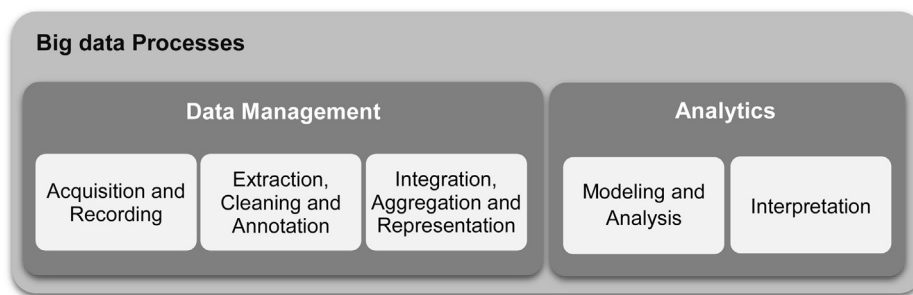 Big data Processes
Data Management
Analytics
Acquisition and
Recording
Extraction,
Cleaning and
Annotation
Integration,
Aggregation and
Representation
Modeling and
Analysis
Interpretation